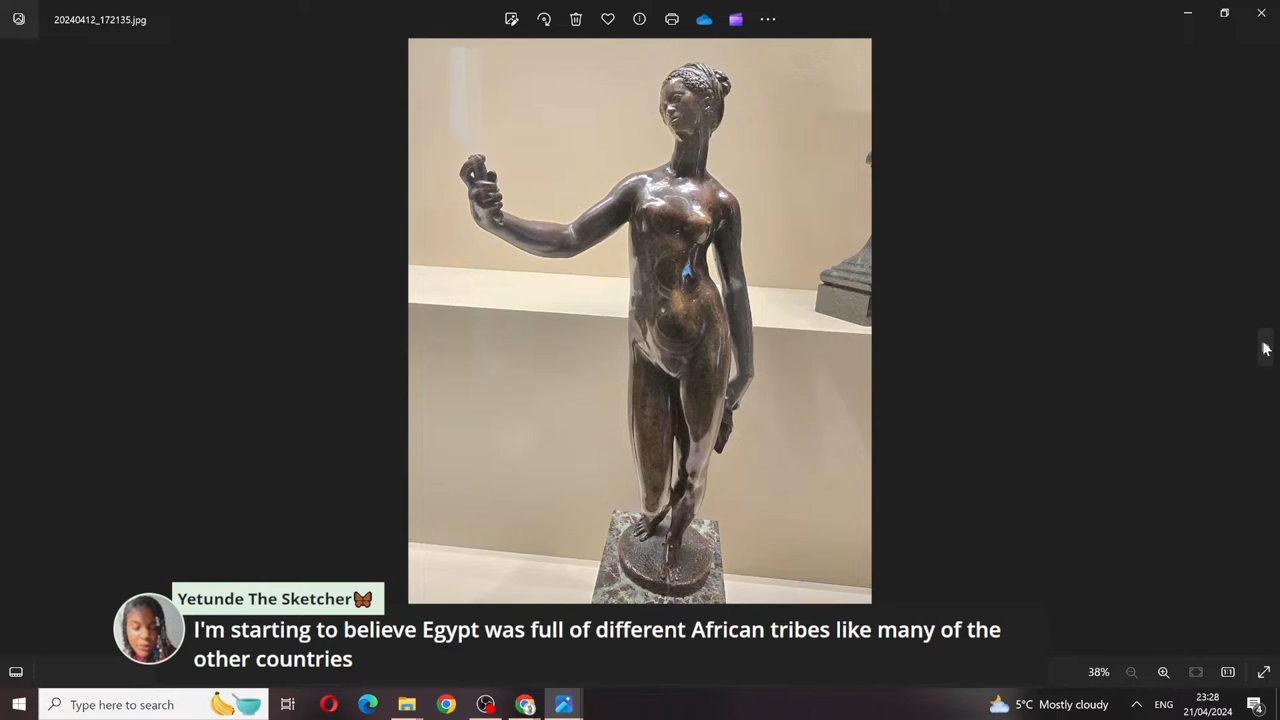 20240412_172135.jpg
Yetunde The Sketcher🦋
I'm starting to believe Egypt was full of different African tribes like many of the
other countries
38%
Type here to search
5°C Mostly cloudy
ENG
23:28
21/04/2024
4